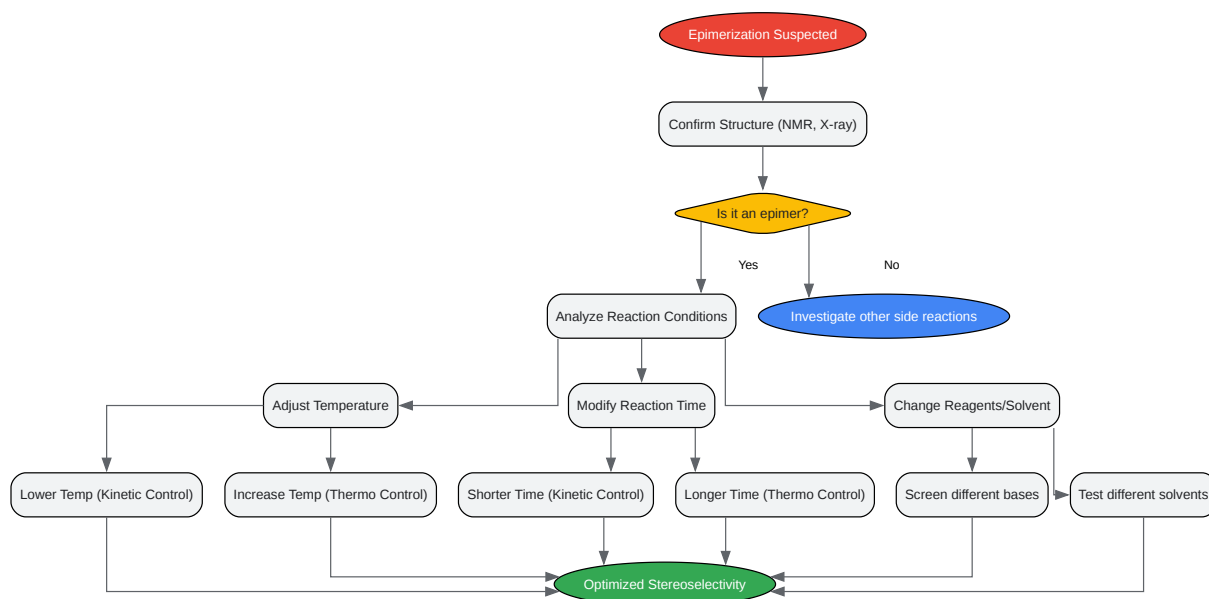 Epimerization Suspected
Confirm Structure (NMR, X-ray)
Is it an epimer?
Yes
No
Analyze Reaction Conditions
Investigate other side reactions
Adjust Temperature
Modify Reaction Time
Change Reagents/Solvent
Lower Temp (Kinetic Control)
Increase Temp (Thermo Control)
Shorter Time (Kinetic Control)
Longer Time (Thermo Control)
Screen different bases
Test different solvents
Optimized Stereoselectivity